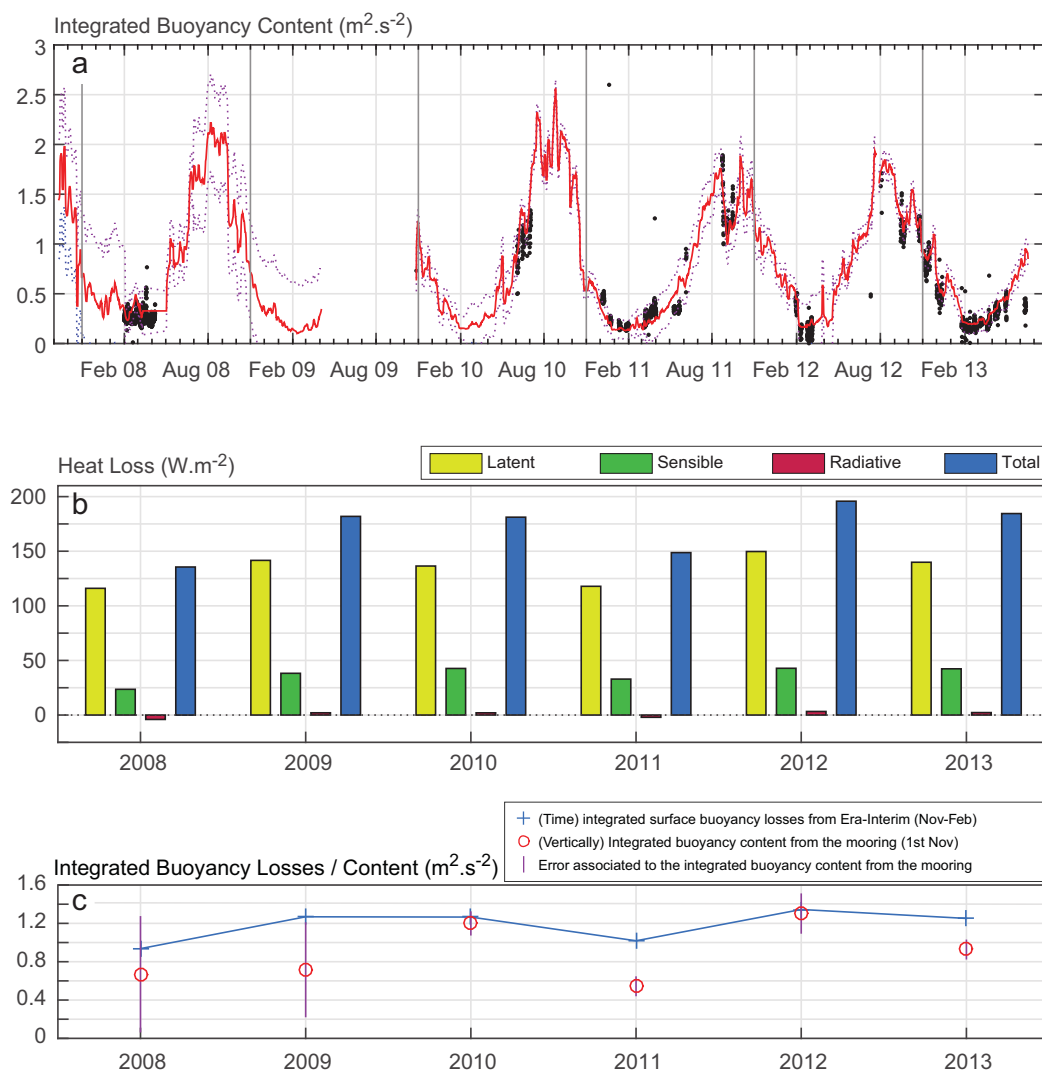 Integrated Buoyancy Content (m².s⁻²)
a
3
2.5
2
1.5
1
0.5
0
Feb 08 Aug 08 Feb 09 Aug 09 Feb 10 Aug 10 Feb 11 Aug 11 Feb 12 Aug 12 Feb 13
Heat Loss (W.m⁻²)
Latent Sensible Radiative Total
b
200
150
100
50
0
2008 2009 2010 2011 2012 2013
(Time) integrated surface buoyancy losses from Era-Interim (Nov-Feb)
(Vertically) Integrated buoyancy content from the mooring (1st Nov)
Error associated to the integrated buoyancy content from the mooring
Integrated Buoyancy Losses / Content (m².s⁻²)
c
1.6
1.2
0.8
0.4
0
2008 2009 2010 2011 2012 2013